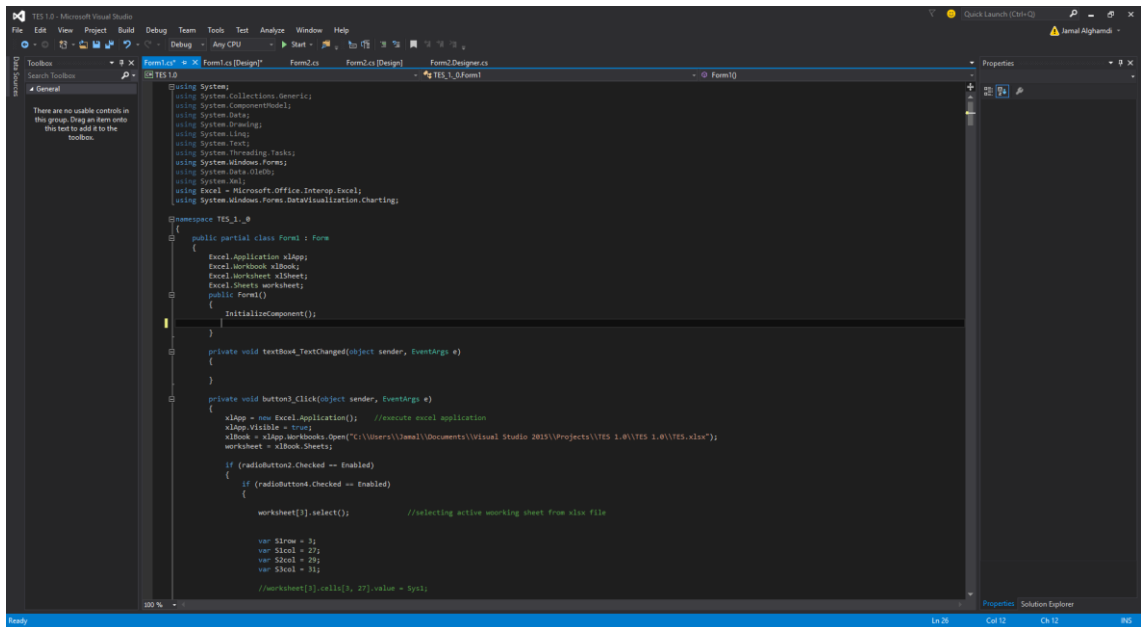 TES 1.0 - Microsoft Visual Studio
Quick Launch (Ctrl+Q)
File Edit View Project Build Debug Team Tools Test Analyze Window Help
Jamal Alghamdi
Debug Any CPU Start
Data Sources
Toolbox
Search Toolbox
General
There are no usable controls in
this group. Drag an item onto
this text to add it to the
toolbox.
Form1.cs* Form1.cs [Design]* Form2.cs Form2.cs [Design] Form2.Designer.cs
TES 1.0 TES_1._0.Form1 Form1()
using System;
using System.Collections.Generic;
using System.ComponentModel;
using System.Data;
using System.Drawing;
using System.Linq;
using System.Text;
using System.Threading.Tasks;
using System.Windows.Forms;
using System.Data.OleDb;
using System.Xml;
using Excel = Microsoft.Office.Interop.Excel;
using System.Windows.Forms.DataVisualization.Charting;
namespace TES_1._0
{
public partial class Form1 : Form
{
Excel.Application xlApp;
Excel.Workbook xlBook;
Excel.Worksheet xlSheet;
Excel.Sheets worksheet;
public Form1()
{
InitializeComponent();
}
private void textBox4_TextChanged(object sender, EventArgs e)
{
}
private void button3_Click(object sender, EventArgs e)
{
xlApp = new Excel.Application(); //execute excel application
xlApp.Visible = true;
xlBook = xlApp.Workbooks.Open("C:\\Users\\Jamal\\Documents\\Visual Studio 2015\\Projects\\TES 1.0\\TES 1.0\\TES.xlsx");
worksheet = xlBook.Sheets;
if (radioButton2.Checked == Enabled)
{
if (radioButton4.Checked == Enabled)
{
worksheet[3].select(); //selecting active woorking sheet from xlsx file
var S1row = 3;
var S1col = 27;
var S2col = 29;
var S3col = 31;
//worksheet[3].cells[3, 27].value = Sys1;
100 %
Properties
Properties Solution Explorer
Ready Ln 26 Col 12 Ch 12 INS